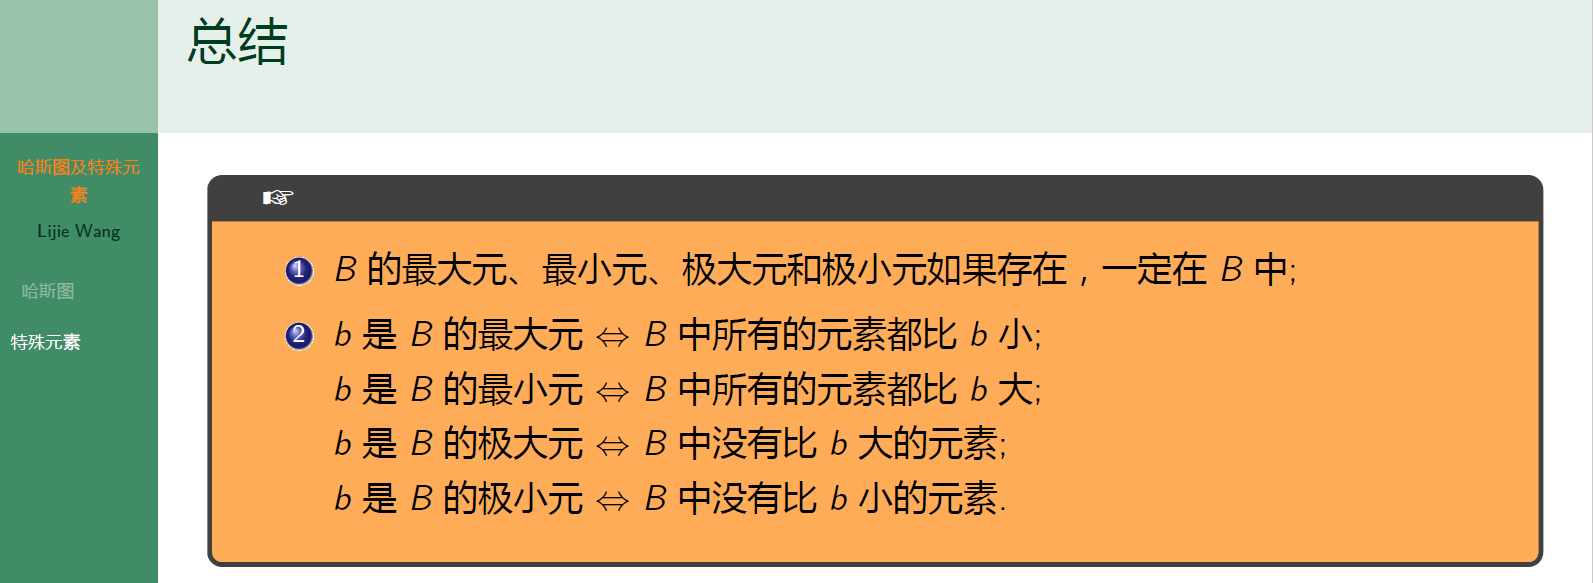 总结
哈斯图及特殊元
素
Lijie Wang
哈斯图
特殊元素
☞
1 B 的最大元、最小元、极大元和极小元如果存在，一定在 B 中;
2 b 是 B 的最大元 ⇔ B 中所有的元素都比 b 小;
b 是 B 的最小元 ⇔ B 中所有的元素都比 b 大;
b 是 B 的极大元 ⇔ B 中没有比 b 大的元素;
b 是 B 的极小元 ⇔ B 中没有比 b 小的元素.